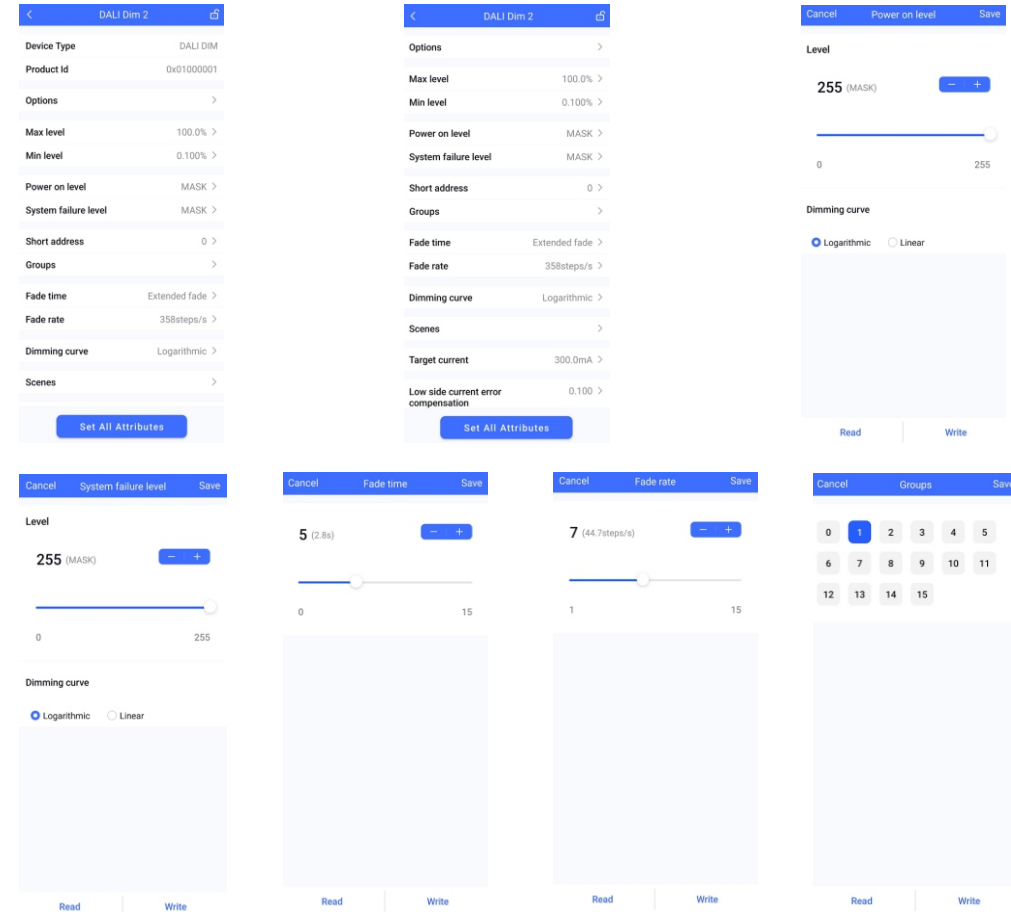 DALI Dim 2
Device Type DALI DIM
Product Id 0x01000001
Options
Max level 100.0%
Min level 0.100%
Power on level MASK
System failure level MASK
Short address 0
Groups
Fade time Extended fade
Fade rate 358steps/s
Dimming curve Logarithmic
Scenes
Set All Attributes
DALI Dim 2
Options
Max level 100.0%
Min level 0.100%
Power on level MASK
System failure level MASK
Short address 0
Groups
Fade time Extended fade
Fade rate 358steps/s
Dimming curve Logarithmic
Scenes
Target current 300.0mA
Low side current error 0.100
compensation
Set All Attributes
Cancel Power on level Save
Level
255 (MASK) - +
0 255
Dimming curve
Logarithmic Linear
Read Write
Cancel System failure level Save
Level
255 (MASK) - +
0 255
Dimming curve
Logarithmic Linear
Read Write
Cancel Fade time Save
5 (2.8s) - +
0 15
Read Write
Cancel Fade rate Save
7 (44.7steps/s) - +
1 15
Read Write
Cancel Groups Save
0 1 2 3 4 5
6 7 8 9 10 11
12 13 14 15
Read Write